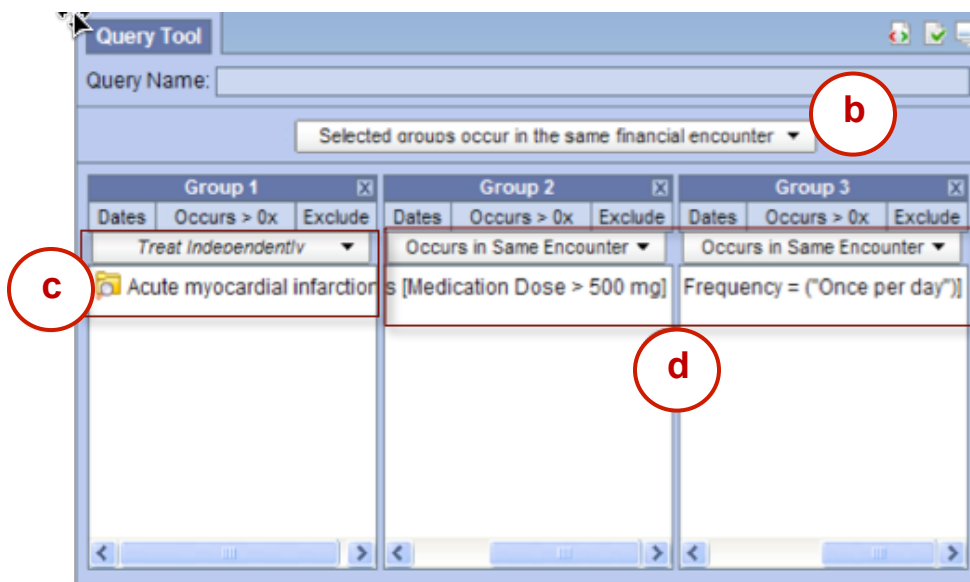 Query Tool
Query Name:
b
Selected groups occur in the same financial encounter
Group 1 Group 2 Group 3
Dates Occurs > 0x Exclude Dates Occurs > 0x Exclude Dates Occurs > 0x Exclude
Treat Independently Occurs in Same Encounter Occurs in Same Encounter
c Acute myocardial infarction s [Medication Dose > 500 mg] Frequency = ("Once per day")]
d